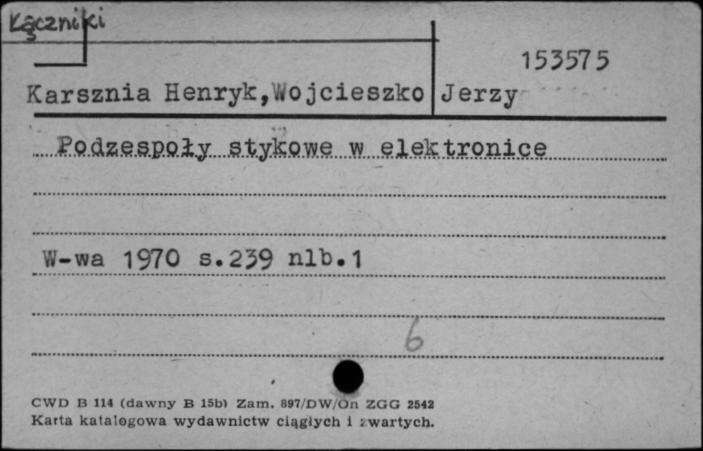 Łączniki
153575
Karsznia Henryk,Wojcieszko Jerzy
Podzespoły stykowe w elektronice
W-wa 1970 s.239 nlb.1
6
CWD B 114 (dawny B 15b) Zam. 897/DW/On ZGG 2542
Karta katalogowa wydawnictw ciągłych i zwartych.